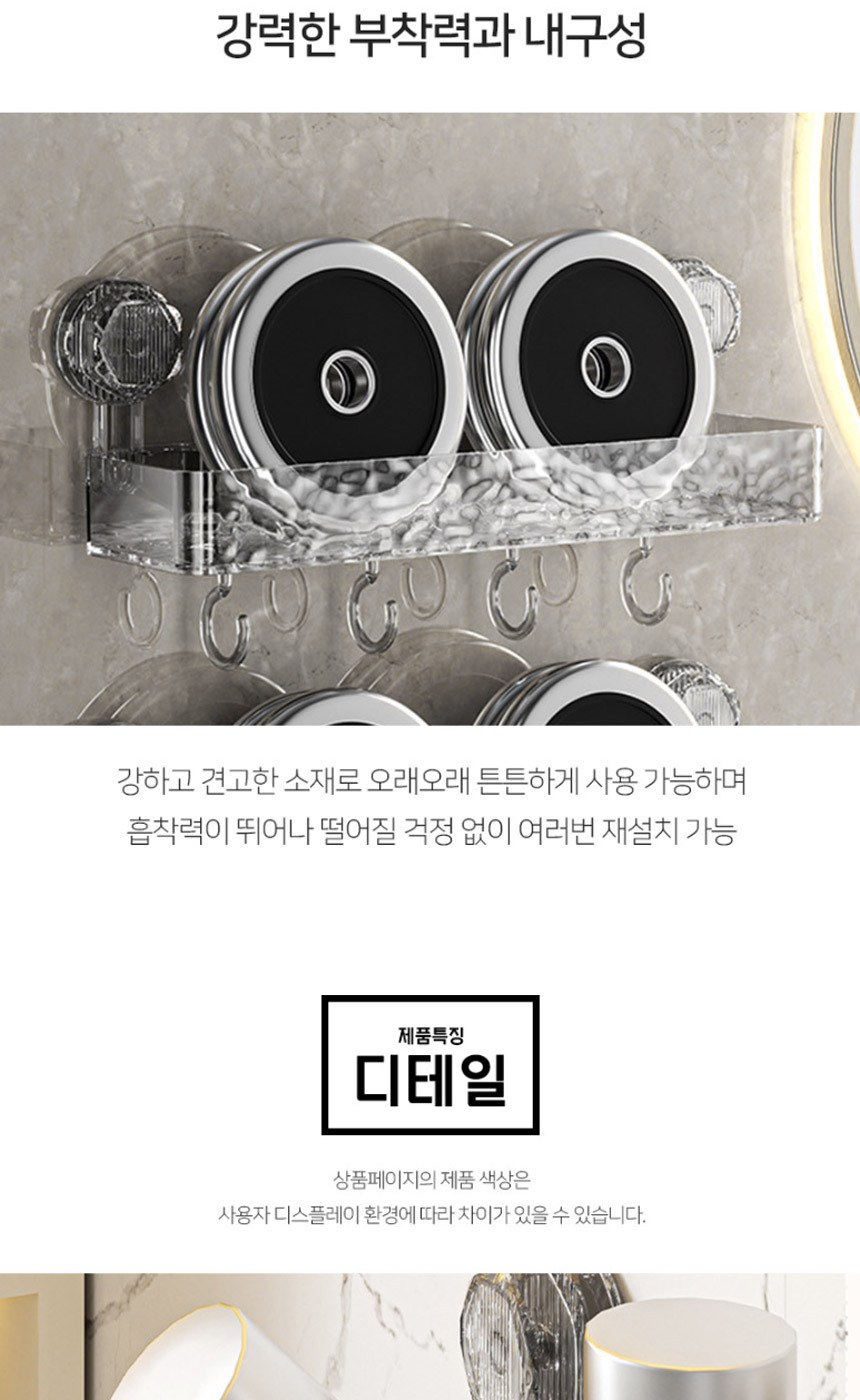 강력한 부착력과 내구성
강하고 견고한 소재로 오래오래 튼튼하게 사용 가능하며
흡착력이 뛰어나 떨어질 걱정 없이 여러번 재설치 가능
제품특징
디테일
상품페이지의 제품 색상은
사용자 디스플레이 환경에 따라 차이가 있을 수 있습니다.